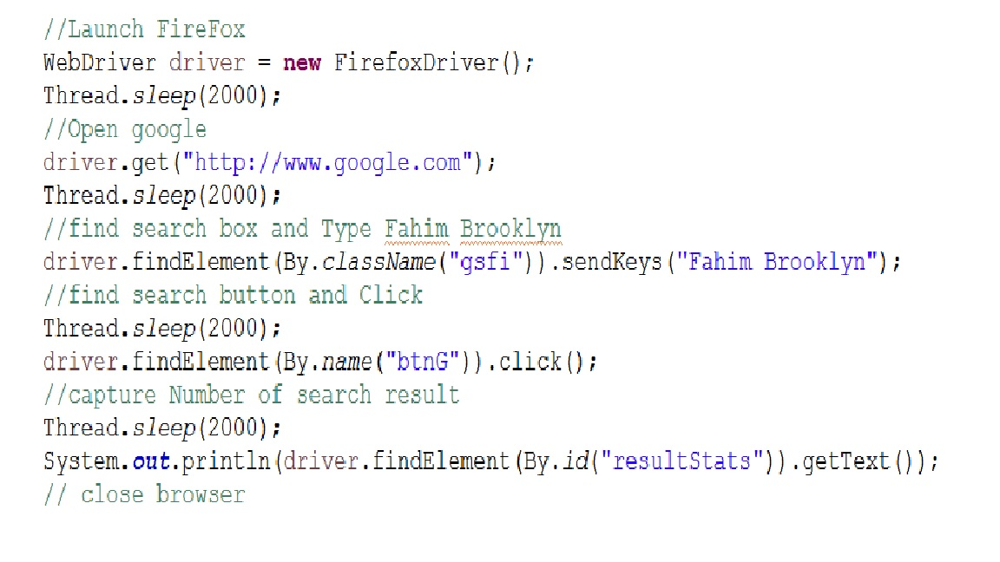 //Launch FireFox
WebDriver driver = new FirefoxDriver();
Thread.sleep(2000);
//Open google
driver.get("http://www.google.com");
Thread.sleep(2000);
//find search box and Type Fahim Brooklyn
driver.findElement(By.className("gsfi")).sendKeys("Fahim Brooklyn");
//find search button and Click
Thread.sleep(2000);
driver.findElement(By.name("btnG")).click();
//capture Number of search result
Thread.sleep(2000);
System.out.println(driver.findElement(By.id("resultStats")).getText());
// close browser